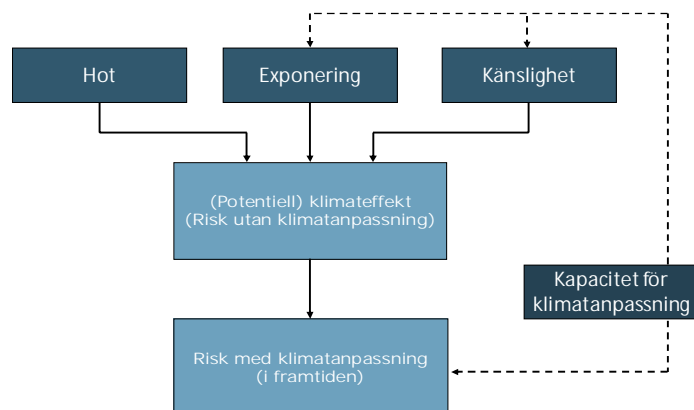 Hot
Exponering
Känslighet
(Potentiell) klimateffekt
(Risk utan klimatanpassning)
Kapacitet för
klimatanpassning
Risk med klimatanpassning
(i framtiden)